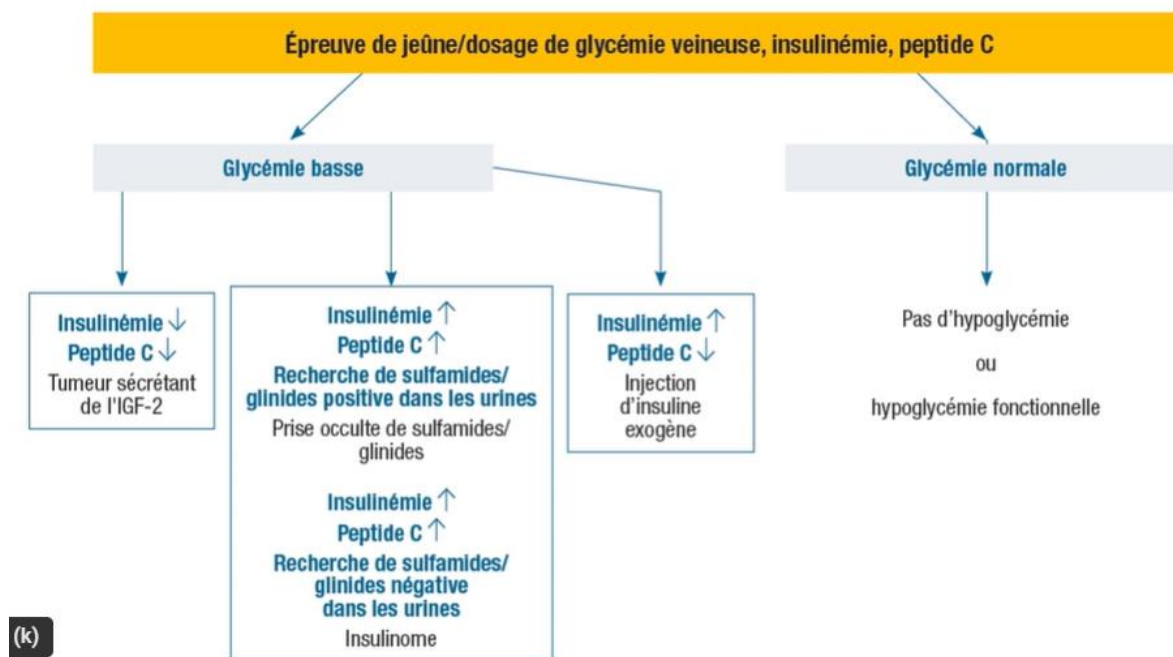 Épreuve de jeûne/dosage de glycémie veineuse, insulinémie, peptide C
Glycémie basse
Glycémie normale
Insulinémie ↓
Peptide C ↓
Tumeur sécrétant
de l'IGF-2
Insulinémie ↑
Peptide C ↑
Recherche de sulfamides/
glinides positive dans les urines
Prise occulte de sulfamides/
glinides
Insulinémie ↑
Peptide C ↑
Recherche de sulfamides/
glinides négative
dans les urines
Insulinome
Insulinémie ↑
Peptide C ↓
Injection
d'insuline
exogène
Pas d'hypoglycémie
ou
hypoglycémie fonctionnelle
(k)